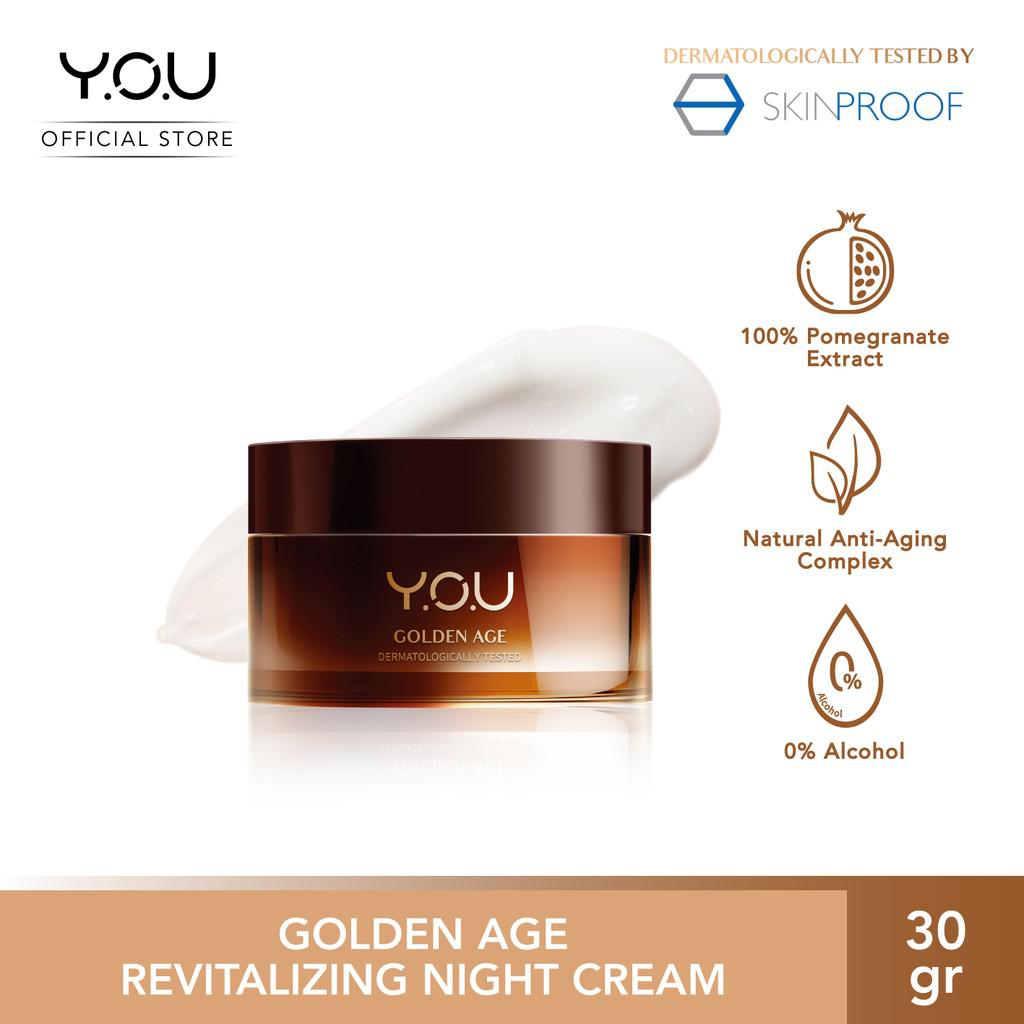 Y.O.U
OFFICIAL STORE
DERMATOLOGICALLY TESTED BY
SKINPROOF
100% Pomegranate
Extract
Natural Anti-Aging
Complex
0%
Alcohol
0% Alcohol
Y.O.U
GOLDEN AGE
DERMATOLOGICALLY TESTED
GOLDEN AGE
REVITALIZING NIGHT CREAM
30
gr